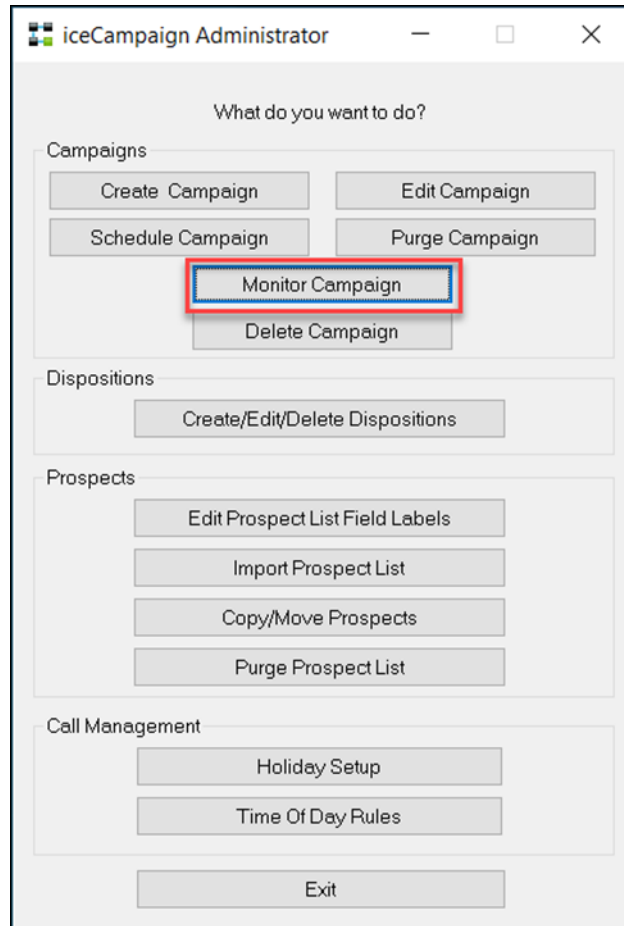 iceCampaign Administrator
What do you want to do?
Campaigns
Create Campaign
Edit Campaign
Schedule Campaign
Purge Campaign
Monitor Campaign
Delete Campaign
Dispositions
Create/Edit/Delete Dispositions
Prospects
Edit Prospect List Field Labels
Import Prospect List
Copy/Move Prospects
Purge Prospect List
Call Management
Holiday Setup
Time Of Day Rules
Exit